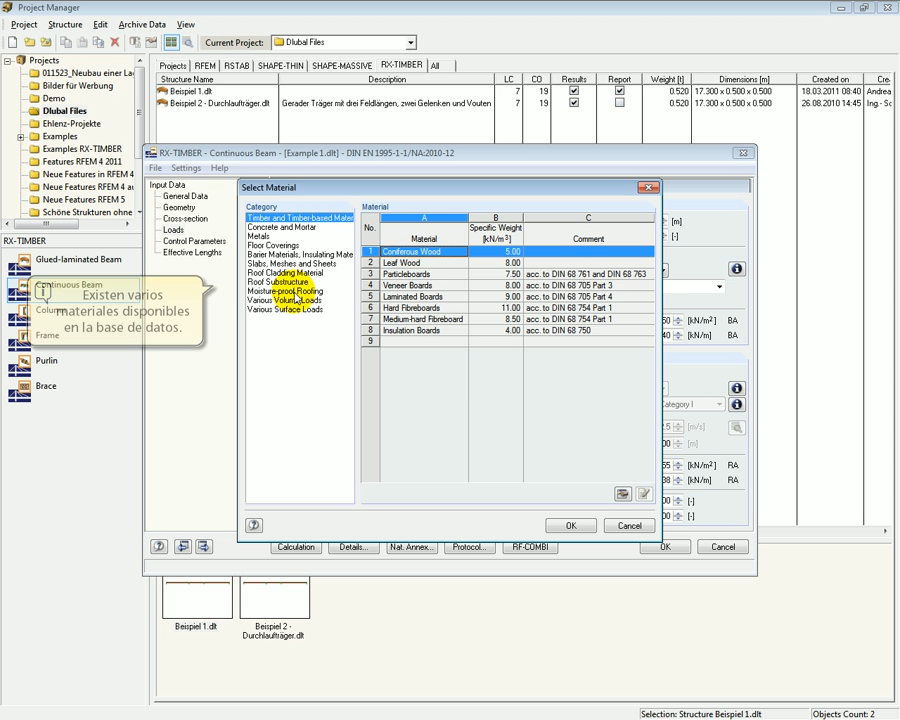 Project Manager
Project Structure Edit Archive Data View
Current Project: Dlubal Files
Projects
011523_Neubau einer La
Bilder für Werbung
Demo
Dlubal Files
Ehlenz-Projekte
Examples
Examples RX-TIMBER
Features RFEM 4 2011
Neue Features in RFEM 4
Neue Features RFEM 4 au
Neue Features RFEM 5
Schöne Strukturen ohne
RX-TIMBER
Glued-laminated Beam
Continuous Beam
Column
Frame
Purlin
Brace
Existen varios
materiales disponibles
en la base de datos.
Projects RFEM RSTAB SHAPE-THIN SHAPE-MASSIVE RX-TIMBER All
Structure Name Description LC CO Results Report Weight [t] Dimensions [m] Created on Cre
Beispiel 1.dlt 7 19 0.520 17.300 x 0.500 x 0.500 18.03.2011 08:40 Andrea
Beispiel 2 - Durchlaufträger.dlt Gerader Träger mit drei Feldlängen, zwei Gelenken und Vouten 7 19 0.520 17.300 x 0.500 x 0.500 26.08.2010 14:45 Ing.- Sc
RX-TIMBER - Continuous Beam - [Example 1.dlt] - DIN EN 1995-1-1/NA:2010-12
File Settings Help
Input Data
General Data
Geometry
Cross-section
Loads
Control Parameters
Effective Lengths
Select Material
Category
Timber and Timber-based Mater
Concrete and Mortar
Metals
Floor Coverings
Barier Materials, Insulating Mate
Slabs, Meshes and Sheets
Roof Cladding Material
Roof Substructure
Moisture-proof Roofing
Various Volume Loads
Various Surface Loads
Material
A B C
No. Material Specific Weight [kN/m³] Comment
1 Coniferous Wood 5.00
2 Leaf Wood 8.00
3 Particleboards 7.50 acc. to DIN 68 761 and DIN 68 763
4 Veneer Boards 8.00 acc. to DIN 68 705 Part 3
5 Laminated Boards 9.00 acc. to DIN 68 705 Part 4
6 Hard Fibreboards 11.00 acc. to DIN 68 754 Part 1
7 Medium-hard Fibreboard 8.50 acc. to DIN 68 754 Part 1
8 Insulation Boards 4.00 acc. to DIN 68 750
9
OK Cancel
[m]
[-]
50 [kN/m²] BA
40 [kN/m] BA
Category I
2.5 [m/s]
00 [m]
55 [kN/m²] RA
38 [kN/m] RA
00 [-]
00 [-]
Calculation Details... Nat. Annex... Protocol... RF-COMBI OK Cancel
Beispiel 1.dlt
Beispiel 2 -
Durchlaufträger.dlt
Selection: Structure Beispiel 1.dlt Objects Count: 2